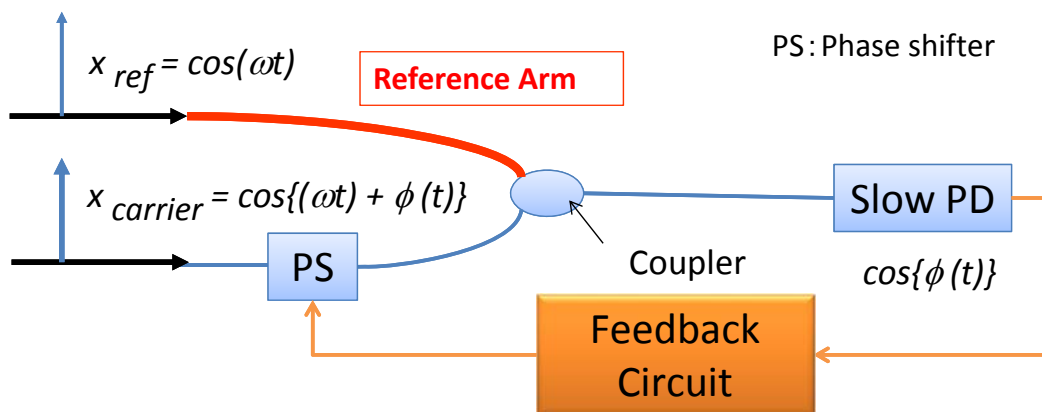 PS：Phase shifter
x ref = cos(ωt)
Reference Arm
x carrier = cos{(ωt) + ϕ (t)}
Slow PD
PS
Coupler
cos{ϕ (t)}
Feedback
Circuit